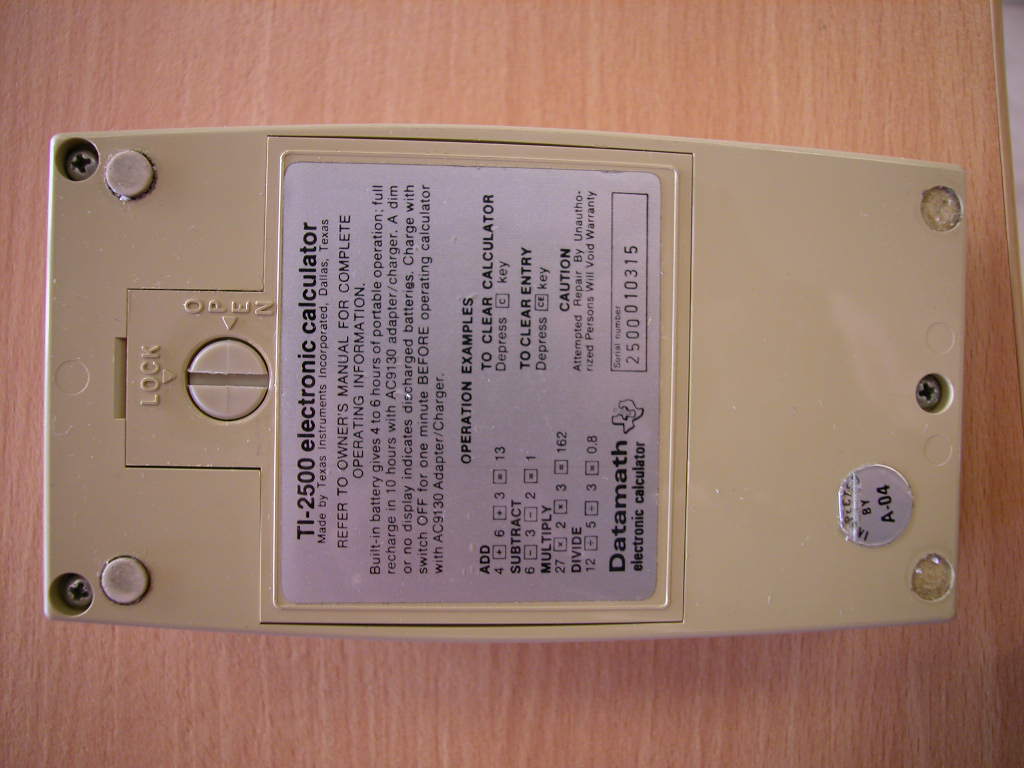 LOCK
OPEN
TI-2500 electronic calculator
Made by Texas Instruments Incorporated, Dallas, Texas
REFER TO OWNER'S MANUAL FOR COMPLETE
OPERATING INFORMATION.
Built-in battery gives 4 to 6 hours of portable operation; full
recharge in 10 hours with AC9130 adapter/charger. A dim
or no display indicates discharged batteries. Charge with
switch OFF for one minute BEFORE operating calculator
with AC9130 Adapter/Charger.
OPERATION EXAMPLES
ADD
4 + 6 + 3 = 13
SUBTRACT
6 - 3 - 2 = 1
MULTIPLY
27 × 2 × 3 = 162
DIVIDE
12 ÷ 5 ÷ 3 = 0.8
TO CLEAR CALCULATOR
Depress C key
TO CLEAR ENTRY
Depress CE key
CAUTION
Attempted Repair By Unautho-
rized Persons Will Void Warranty
Serial number
2500010315
Datamath
electronic calculator
BY
A-04